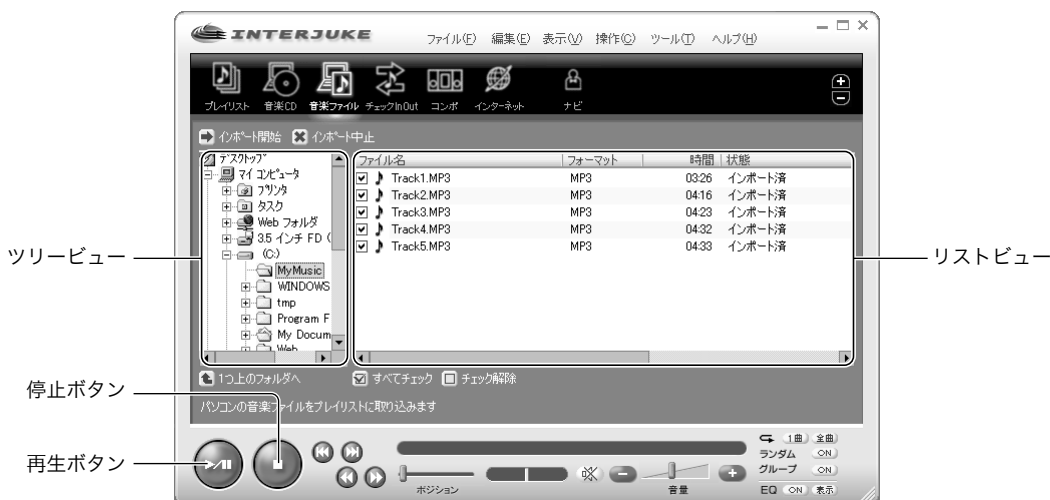 INTERJUKE
ファイル(F) 編集(E) 表示(V) 操作(C) ツール(T) ヘルプ(H)
プレイリスト 音楽CD 音楽ファイル チェックInOut コンポ インターネット ナビ
インポート開始 インポート中止
デスクトップ
マイ コンピュータ
プリンタ
タスク
Web フォルダ
3.5 インチ FD (
(C:)
MyMusic
WINDOWS
tmp
Program F
My Docum
Web
ファイル名 フォーマット 時間 状態
Track1.MP3 MP3 03:26 インポート済
Track2.MP3 MP3 04:16 インポート済
Track3.MP3 MP3 04:23 インポート済
Track4.MP3 MP3 04:32 インポート済
Track5.MP3 MP3 04:33 インポート済
ツリービュー
リストビュー
1つ上のフォルダへ すべてチェック チェック解除
停止ボタン
パソコンの音楽ファイルをプレイリストに取り込みます
再生ボタン
ポジション
音量
1曲 全曲
ランダム ON
グループ ON
EQ ON 表示